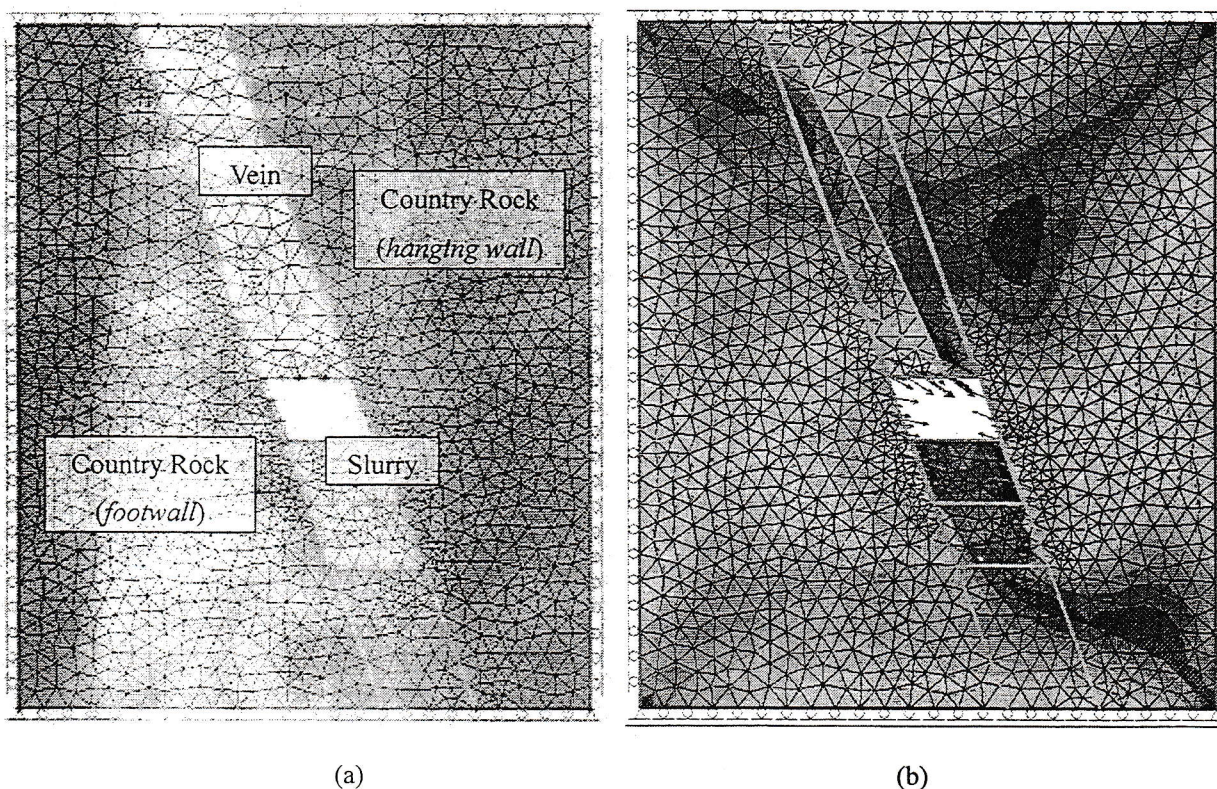 Vein
Country Rock
(hanging wall)
Country Rock
(footwall)
Slurry
(a)
(b)